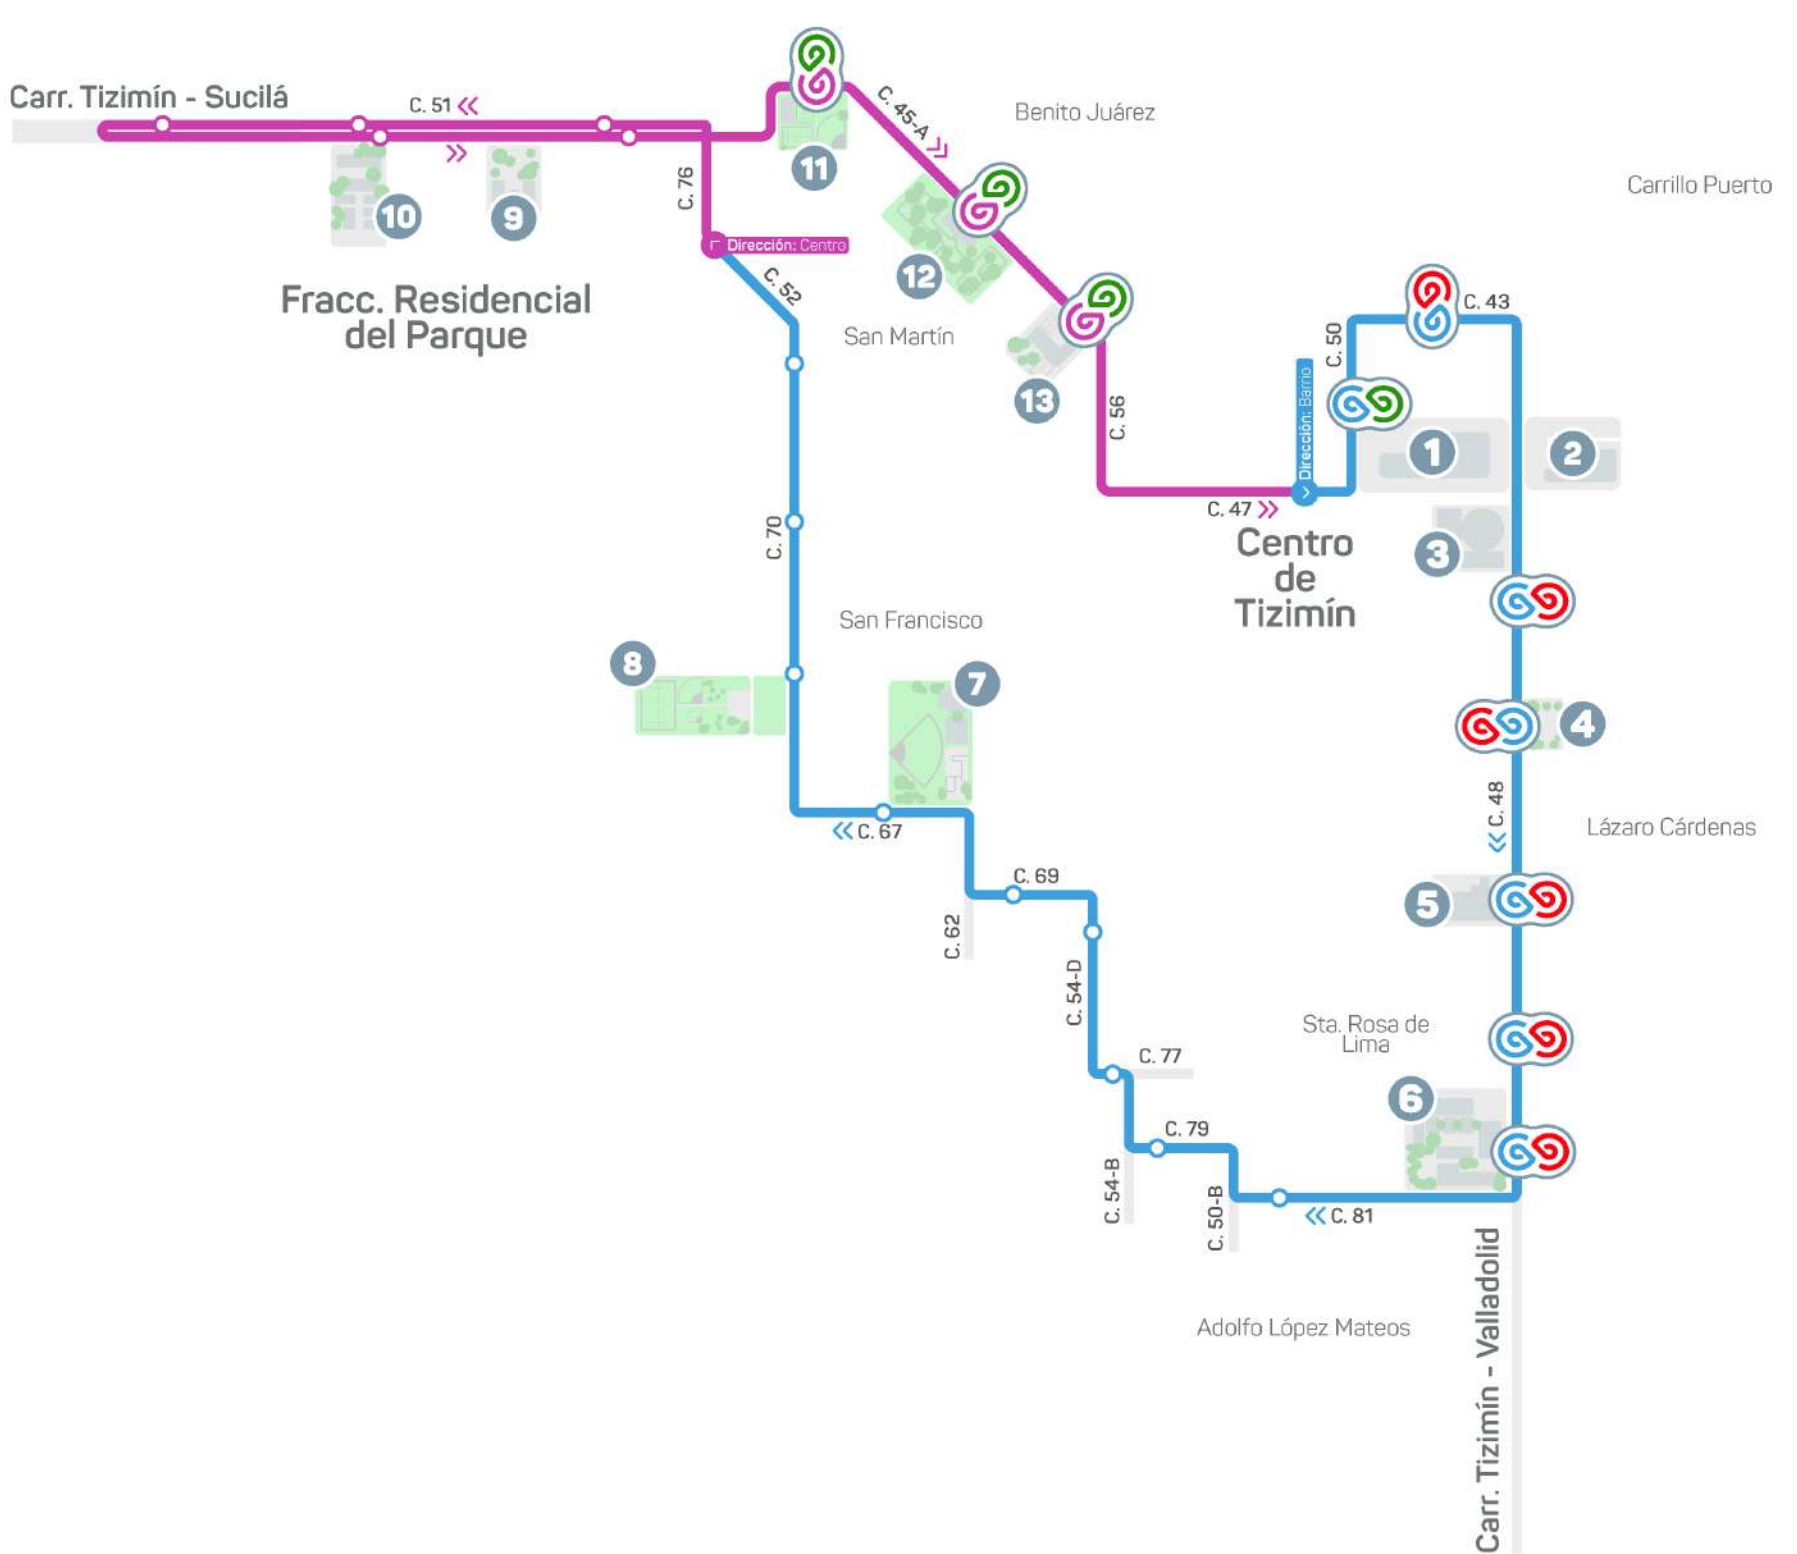 Carr. Tizimín - Sucilá
C. 51
C. 45-A
Benito Juárez
Carrillo Puerto
11
C. 76
10
9
Dirección: Centro
12
C. 52
Fracc. Residencial
del Parque
San Martín
13
C. 56
C. 43
C. 50
Dirección: Barrio
1
2
C. 47
Centro
de
Tizimín
3
C. 70
San Francisco
8
7
4
C. 48
C. 67
Lázaro Cárdenas
C. 69
5
C. 62
C. 54-D
Sta. Rosa de
Lima
C. 77
6
C. 79
C. 54-B
C. 50-B
C. 81
Carr. Tizimín - Valladolid
Adolfo López Mateos